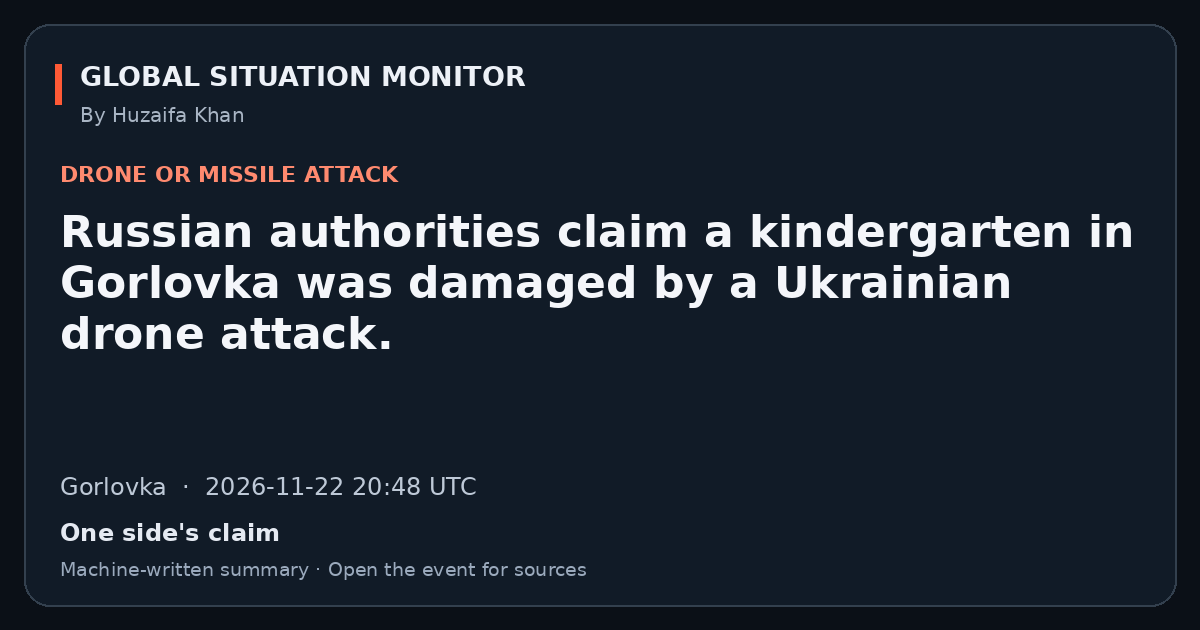 GLOBAL SITUATION MONITOR
By Huzaifa Khan
DRONE OR MISSILE ATTACK
Russian authorities claim a kindergarten in
Gorlovka was damaged by a Ukrainian
drone attack.
Gorlovka · 2026-11-22 20:48 UTC
One side's claim
Machine-written summary · Open the event for sources